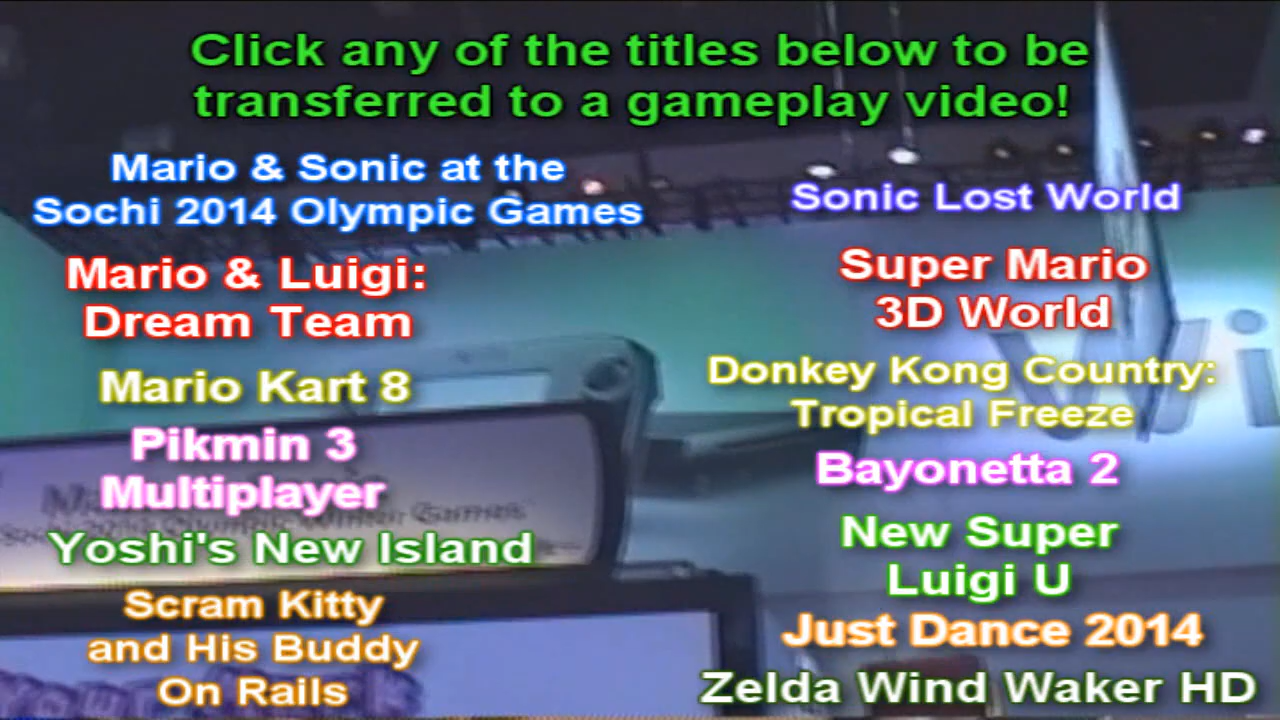 Click any of the titles below to be
transferred to a gameplay video!
Mario & Sonic at the
Sochi 2014 Olympic Games
Mario & Luigi:
Dream Team
Mario Kart 8
Pikmin 3
Multiplayer
Yoshi's New Island
Scram Kitty
and His Buddy
On Rails
Sonic Lost World
Super Mario
3D World
Donkey Kong Country:
Tropical Freeze
Bayonetta 2
New Super
Luigi U
Just Dance 2014
Zelda Wind Waker HD